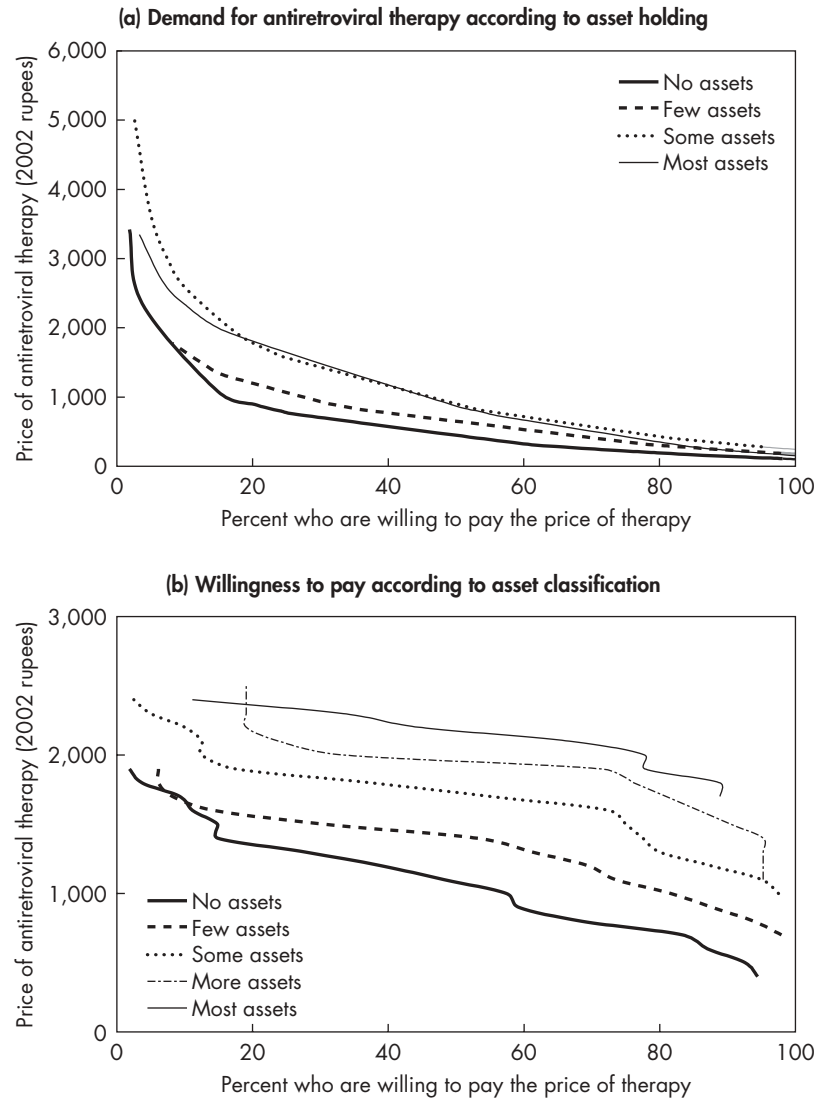 (a) Demand for antiretroviral therapy according to asset holding
Price of antiretroviral therapy (2002 rupees)
6,000
5,000
4,000
3,000
2,000
1,000
0
No assets
Few assets
Some assets
Most assets
0 20 40 60 80 100
Percent who are willing to pay the price of therapy
(b) Willingness to pay according to asset classification
Price of antiretroviral therapy (2002 rupees)
3,000
2,000
1,000
0
No assets
Few assets
Some assets
More assets
Most assets
0 20 40 60 80 100
Percent who are willing to pay the price of therapy